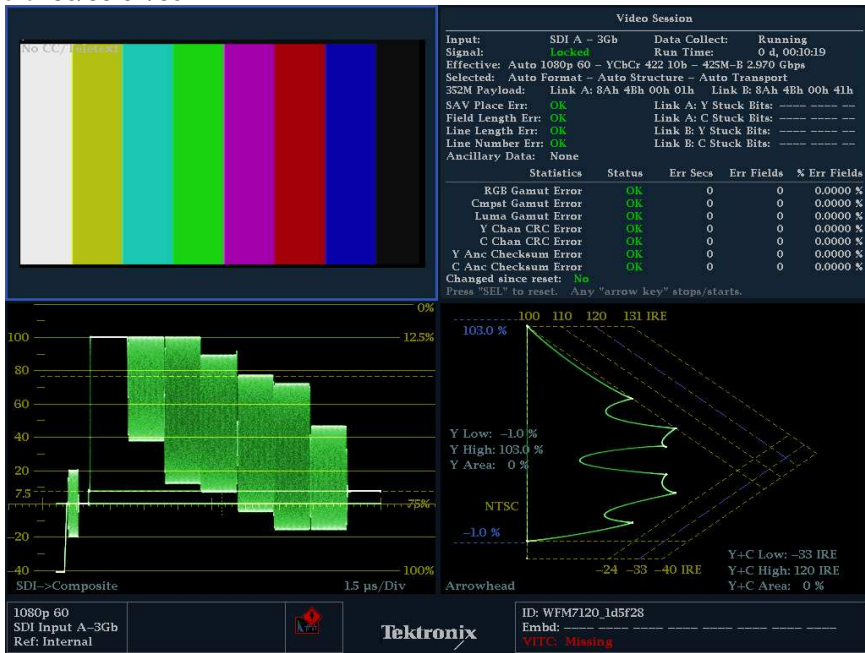 No CC/Teletext
Video Session
Input: SDI A – 3Gb Data Collect: Running
Signal: Locked Run Time: 0 d, 00:10:19
Effective: Auto 1080p 60 – YCbCr 422 10b – 425M–B 2.970 Gbps
Selected: Auto Format – Auto Structure – Auto Transport
352M Payload: Link A: 8Ah 4Bh 00h 01h Link B: 8Ah 4Bh 00h 41h
SAV Place Err: OK Link A: Y Stuck Bits: –––– –––– ––
Field Length Err: OK Link A: C Stuck Bits: –––– –––– ––
Line Length Err: OK Link B: Y Stuck Bits: –––– –––– ––
Line Number Err: OK Link B: C Stuck Bits: –––– –––– ––
Ancillary Data: None
Statistics Status Err Secs Err Fields % Err Fields
RGB Gamut Error OK 0 0 0.0000 %
Cmpst Gamut Error OK 0 0 0.0000 %
Luma Gamut Error OK 0 0 0.0000 %
Y Chan CRC Error OK 0 0 0.0000 %
C Chan CRC Error OK 0 0 0.0000 %
Y Anc Checksum Error OK 0 0 0.0000 %
C Anc Checksum Error OK 0 0 0.0000 %
Changed since reset: No
Press "SEL" to reset. Any "arrow key" stops/starts.
0%
100 12.5%
80
60
40
20
7.5
75%
–20
–40 100%
SDI–>Composite 1.5 µs/Div
100 110 120 131 IRE
103.0 %
Y Low: –1.0 %
Y High: 103.0 %
Y Area: 0 %
NTSC
–1.0 %
–24 –33 –40 IRE
Y+C Low: –33 IRE
Y+C High: 120 IRE
Y+C Area: 0 %
Arrowhead
1080p 60
SDI Input A–3Gb
Ref: Internal
Tektronix
ID: WFM7120_1d5f28
Embd: –––– –––– –––– –––– –––– –––– –––– ––––
VITC: Missing